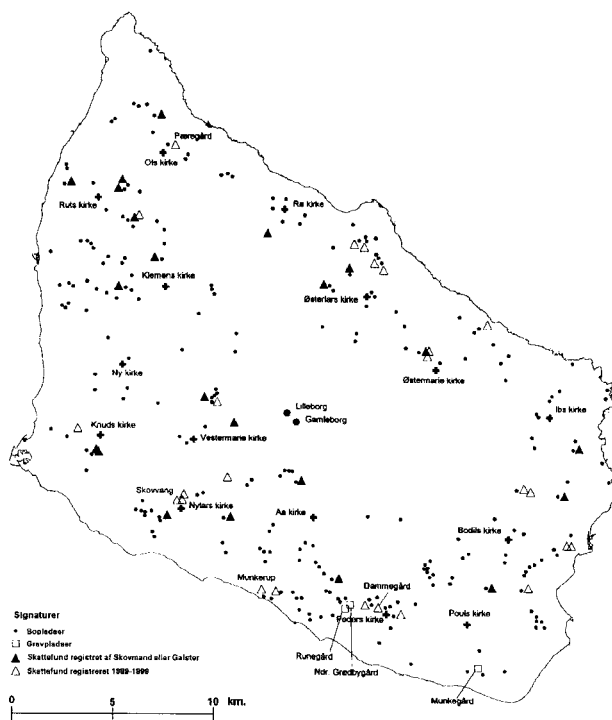 Pæregård
Ols kirke
Ruts kirke
Rø kirke
Klemens kirke
Østerlars kirke
Ny kirke
Østermarie kirke
Lilleborg
Gamleborg
Ibs kirke
Knuds kirke
Vestermarie kirke
Skovvang
Nylars kirke
Aa kirke
Bodils kirke
Munkerup
Dammegård
Peders kirke
Pouls kirke
Runegård
Ndr. Grødbygård
Munkegård
Signaturer
Bopladser
Gravpladser
Skattefund registret af Skovmand eller Galster
Skattefund registreret 1989-1999
0 5 10 km.